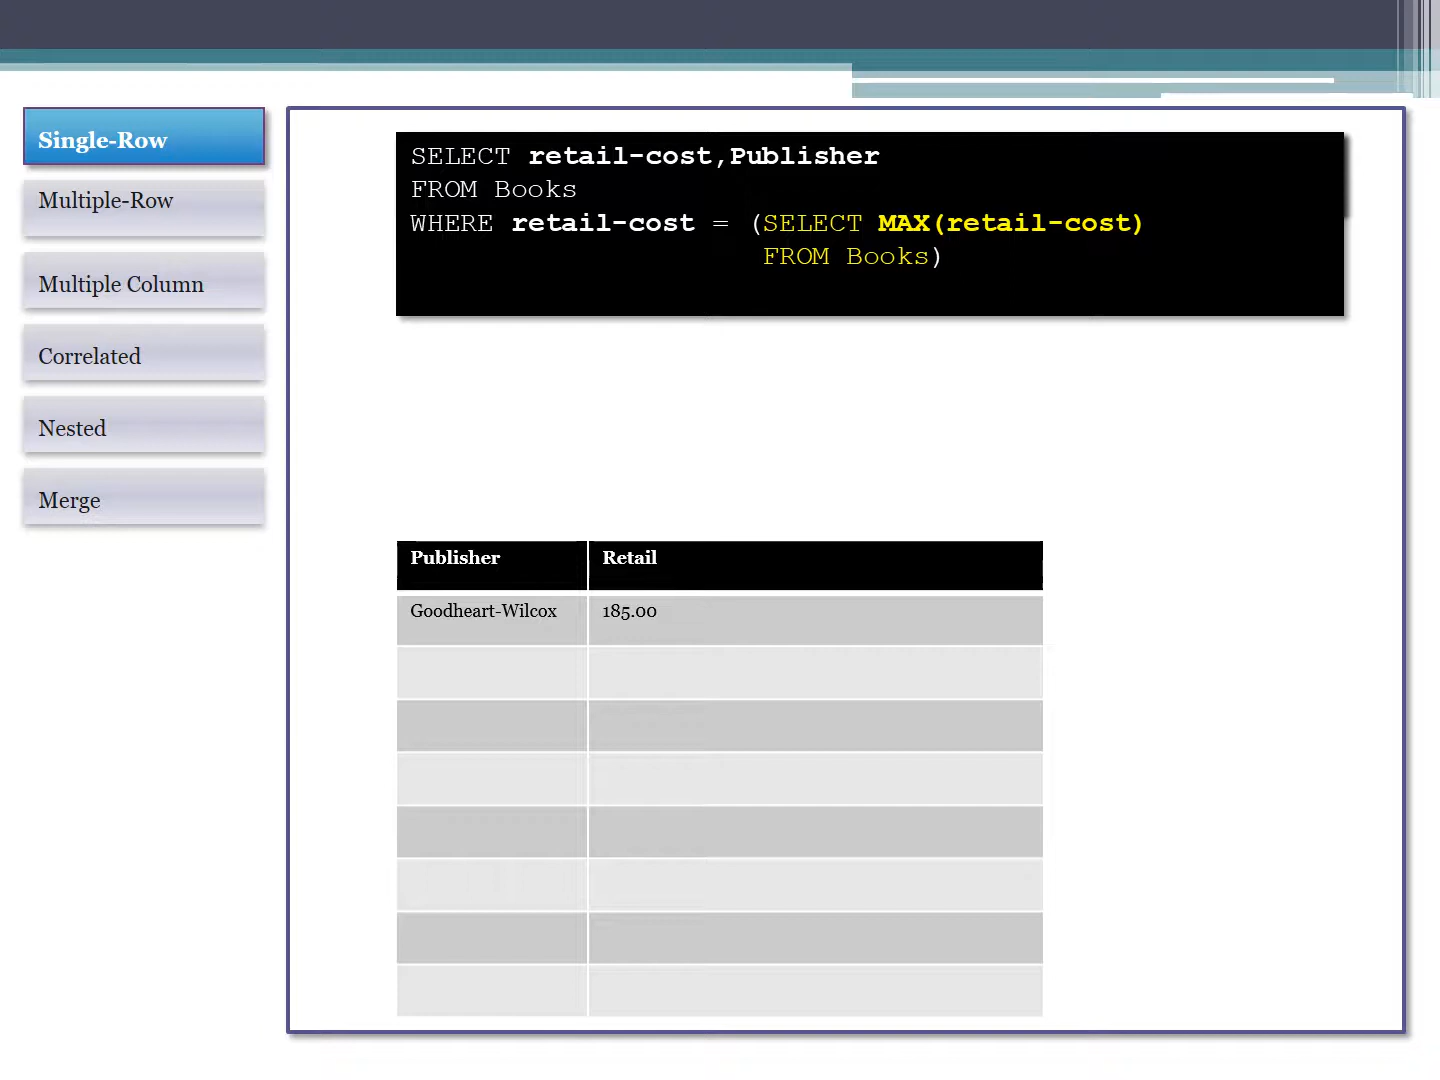 Single-Row
Multiple-Row
Multiple Column
Correlated
Nested
Merge
SELECT retail-cost,Publisher
FROM Books
WHERE retail-cost = (SELECT MAX(retail-cost)
FROM Books)
Publisher Retail
Goodheart-Wilcox 185.00